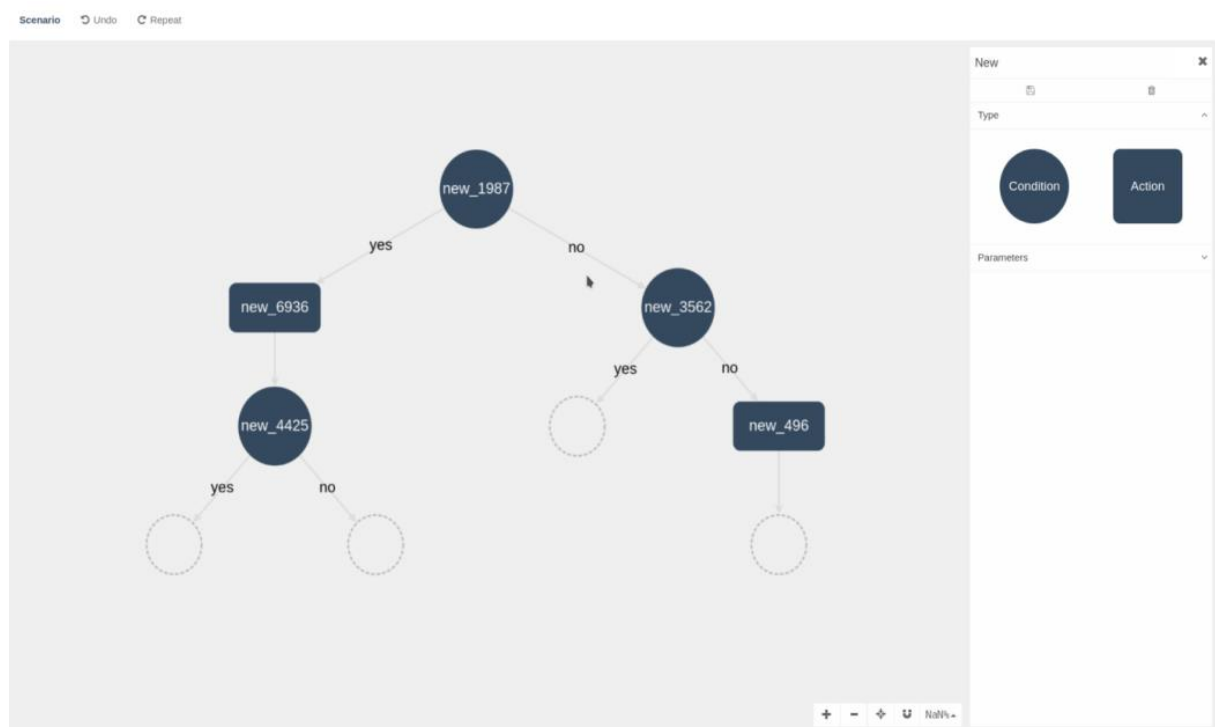 Scenario Undo Repeat
New
Type
Condition Action
Parameters
new_1987
yes no
new_6936 new_3562
yes no
new_4425 new_496
yes no
NaN%